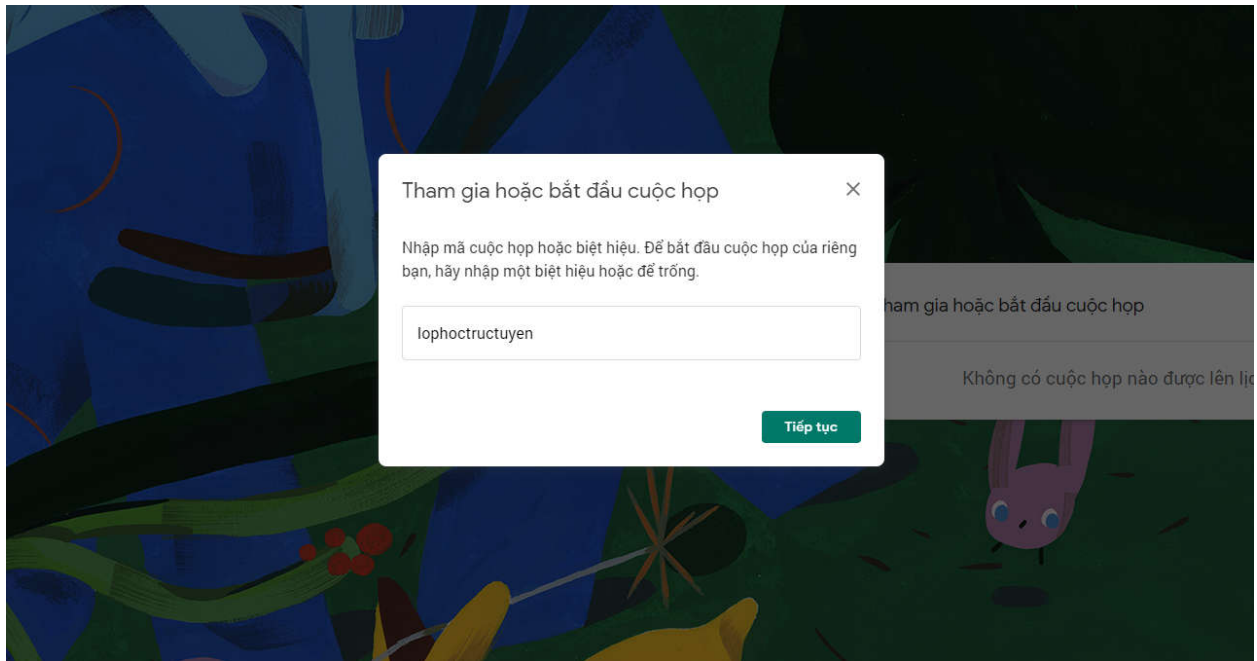 Tham gia hoặc bắt đầu cuộc họp
Nhập mã cuộc họp hoặc biệt hiệu. Để bắt đầu cuộc họp của riêng
bạn, hãy nhập một biệt hiệu hoặc để trống.
lophoctructuyen
Tiếp tục
ham gia hoặc bắt đầu cuộc họp
Không có cuộc họp nào được lên